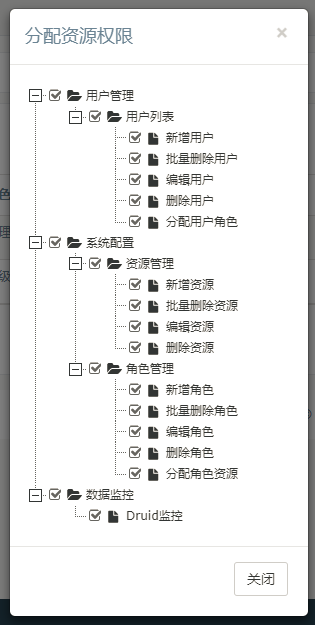 分配资源权限
×
用户管理
用户列表
新增用户
批量删除用户
编辑用户
删除用户
分配用户角色
系统配置
资源管理
新增资源
批量删除资源
编辑资源
删除资源
角色管理
新增角色
批量删除角色
编辑角色
删除角色
分配角色资源
数据监控
Druid监控
关闭
色
理
级